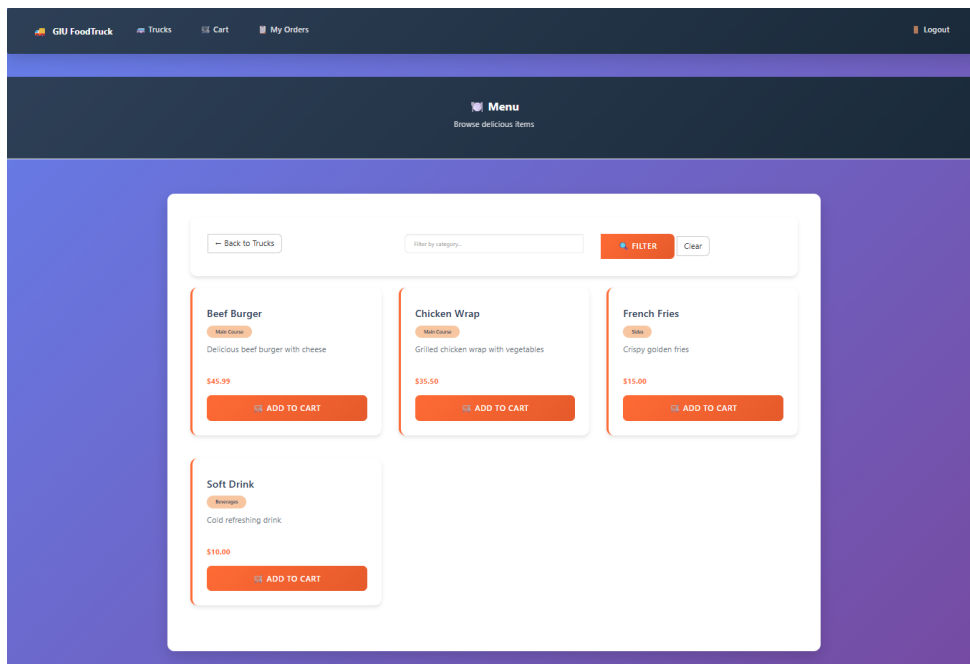 GIU FoodTruck Trucks Cart My Orders Logout
Menu
Browse delicious items
← Back to Trucks Filter by category... FILTER Clear
Beef Burger
Main Course
Delicious beef burger with cheese
$45.99
ADD TO CART
Chicken Wrap
Main Course
Grilled chicken wrap with vegetables
$35.50
ADD TO CART
French Fries
Sides
Crispy golden fries
$15.00
ADD TO CART
Soft Drink
Beverages
Cold refreshing drink
$10.00
ADD TO CART